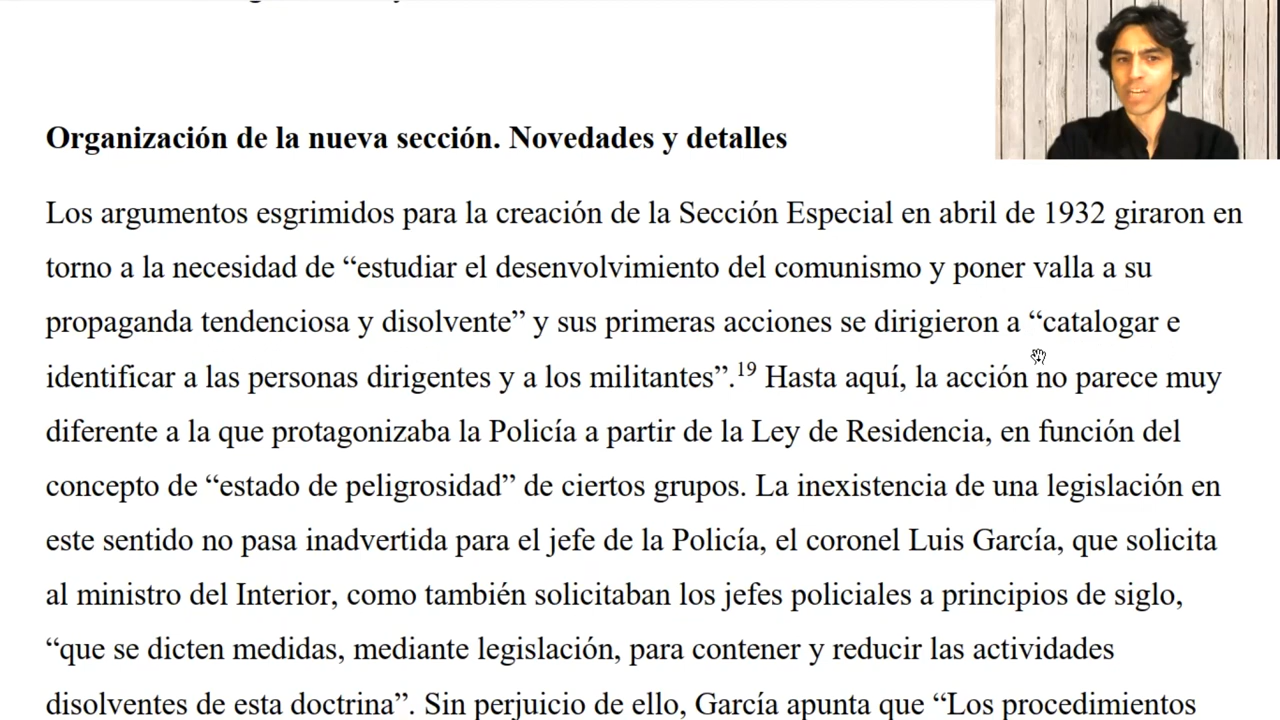 Organización de la nueva sección. Novedades y detalles
Los argumentos esgrimidos para la creación de la Sección Especial en abril de 1932 giraron en
torno a la necesidad de “estudiar el desenvolvimiento del comunismo y poner valla a su
propaganda tendenciosa y disolvente” y sus primeras acciones se dirigieron a “catalogar e
identificar a las personas dirigentes y a los militantes”.19 Hasta aquí, la acción no parece muy
diferente a la que protagonizaba la Policía a partir de la Ley de Residencia, en función del
concepto de “estado de peligrosidad” de ciertos grupos. La inexistencia de una legislación en
este sentido no pasa inadvertida para el jefe de la Policía, el coronel Luis García, que solicita
al ministro del Interior, como también solicitaban los jefes policiales a principios de siglo,
“que se dicten medidas, mediante legislación, para contener y reducir las actividades
disolventes de esta doctrina”. Sin perjuicio de ello, García apunta que “Los procedimientos